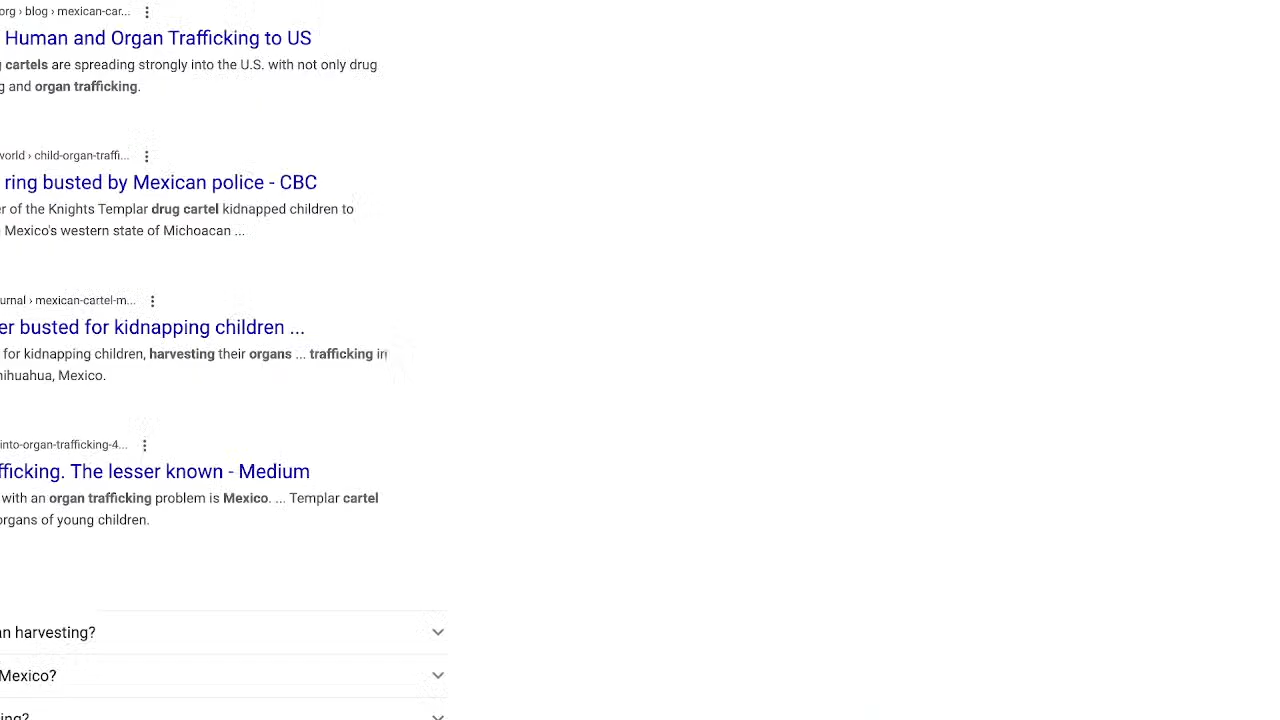 org › blog › mexican-car...
Human and Organ Trafficking to US
cartels are spreading strongly into the U.S. with not only drug
and organ trafficking.
world › child-organ-traffi...
ring busted by Mexican police - CBC
of the Knights Templar drug cartel kidnapped children to
Mexico's western state of Michoacan ...
urnal › mexican-cartel-m...
er busted for kidnapping children ...
for kidnapping children, harvesting their organs ... trafficking in
hihuahua, Mexico.
into-organ-trafficking-4...
fficking. The lesser known - Medium
with an organ trafficking problem is Mexico. ... Templar cartel
organs of young children.
an harvesting?
Mexico?
ing?